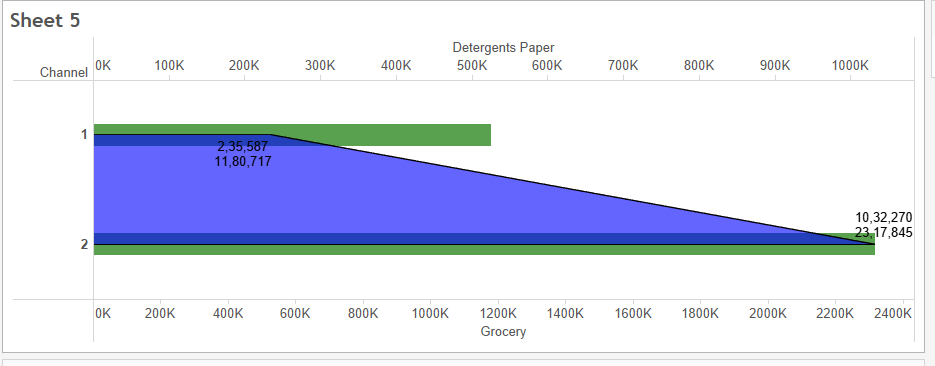 Sheet 5
Detergents Paper
Channel 0K 100K 200K 300K 400K 500K 600K 700K 800K 900K 1000K
1
2,35,587
11,80,717
10,32,270
23,17,845
2
0K 200K 400K 600K 800K 1000K 1200K 1400K 1600K 1800K 2000K 2200K 2400K
Grocery